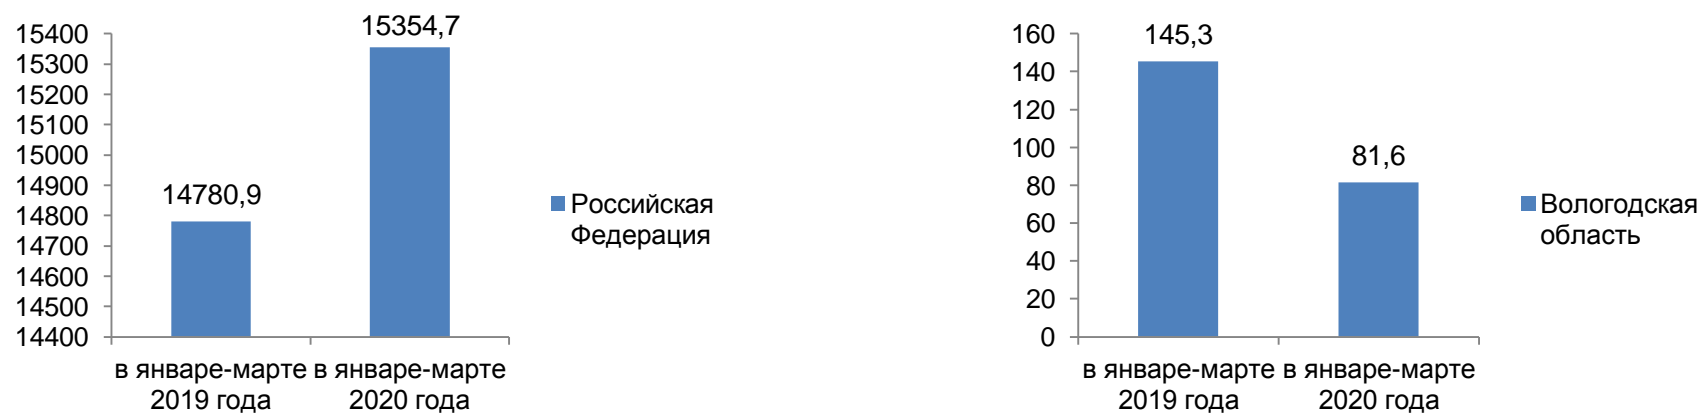 15400
15300
15200
15100
15000
14900
14800
14700
14600
14500
14400
14780,9
15354,7
в январе-марте
2019 года
в январе-марте
2020 года
Российская
Федерация
160
140
120
100
80
60
40
20
0
145,3
81,6
в январе-марте
2019 года
в январе-марте
2020 года
Вологодская
область